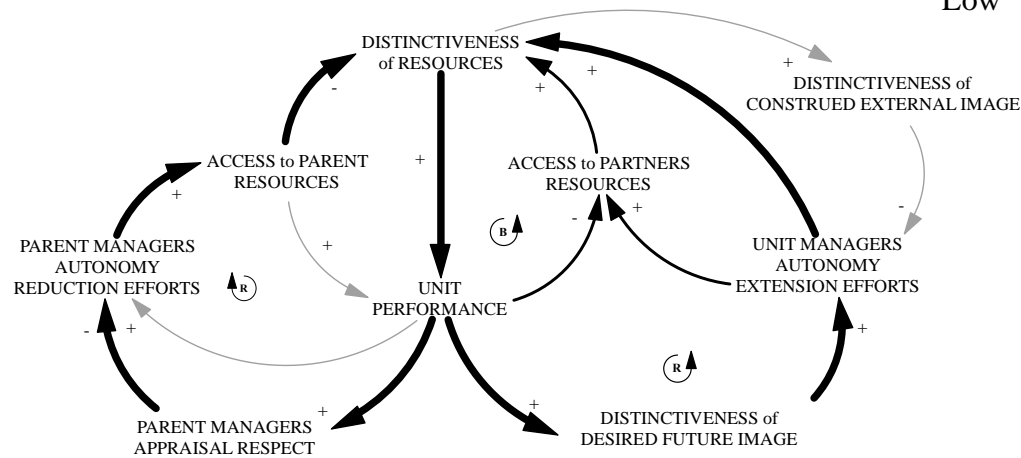 Low
DISTINCTIVENESS
of RESOURCES
+
+
-
+
DISTINCTIVENESS of
CONSTRUED EXTERNAL IMAGE
ACCESS to PARENT
RESOURCES
+
ACCESS to PARTNERS
RESOURCES
+
-
+
-
B
+
PARENT MANAGERS
AUTONOMY
REDUCTION EFFORTS
R
UNIT
PERFORMANCE
UNIT MANAGERS
AUTONOMY
EXTENSION EFFORTS
-
+
+
R
+
+
PARENT MANAGERS
APPRAISAL RESPECT
DISTINCTIVENESS of
DESIRED FUTURE IMAGE